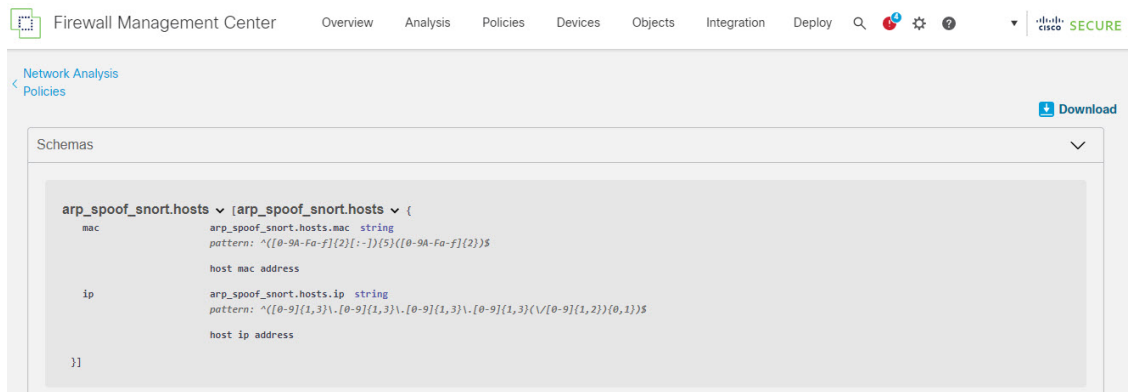 Firewall Management Center Overview Analysis Policies Devices Objects Integration Deploy 4 ? cisco SECURE
Network Analysis
Policies
Download
Schemas
arp_spoof_snort.hosts [arp_spoof_snort.hosts {
mac arp_spoof_snort.hosts.mac string
pattern: ^([0-9A-Fa-f]{2}[:-]){5}([0-9A-Fa-f]{2})$
host mac address
ip arp_spoof_snort.hosts.ip string
pattern: ^([0-9]{1,3}\.[0-9]{1,3}\.[0-9]{1,3}\.[0-9]{1,3}(\/[0-9]{1,2}){0,1})$
host ip address
}]